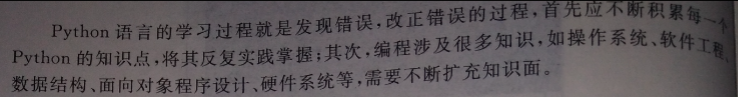 Python 语言的学习过程就是发现错误,改正错误的过程,首先应不断积累每一个
Python 的知识点,将其反复实践掌握;其次,编程涉及很多知识,如操作系统、软件工程、
数据结构、面向对象程序设计、硬件系统等,需要不断扩充知识面。